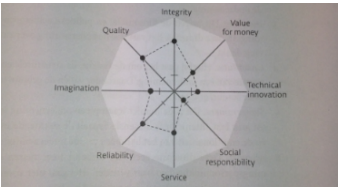 Integrity
Quality
Value
for money
Imagination
Technical
innovation
Reliability
Social
responsibility
Service